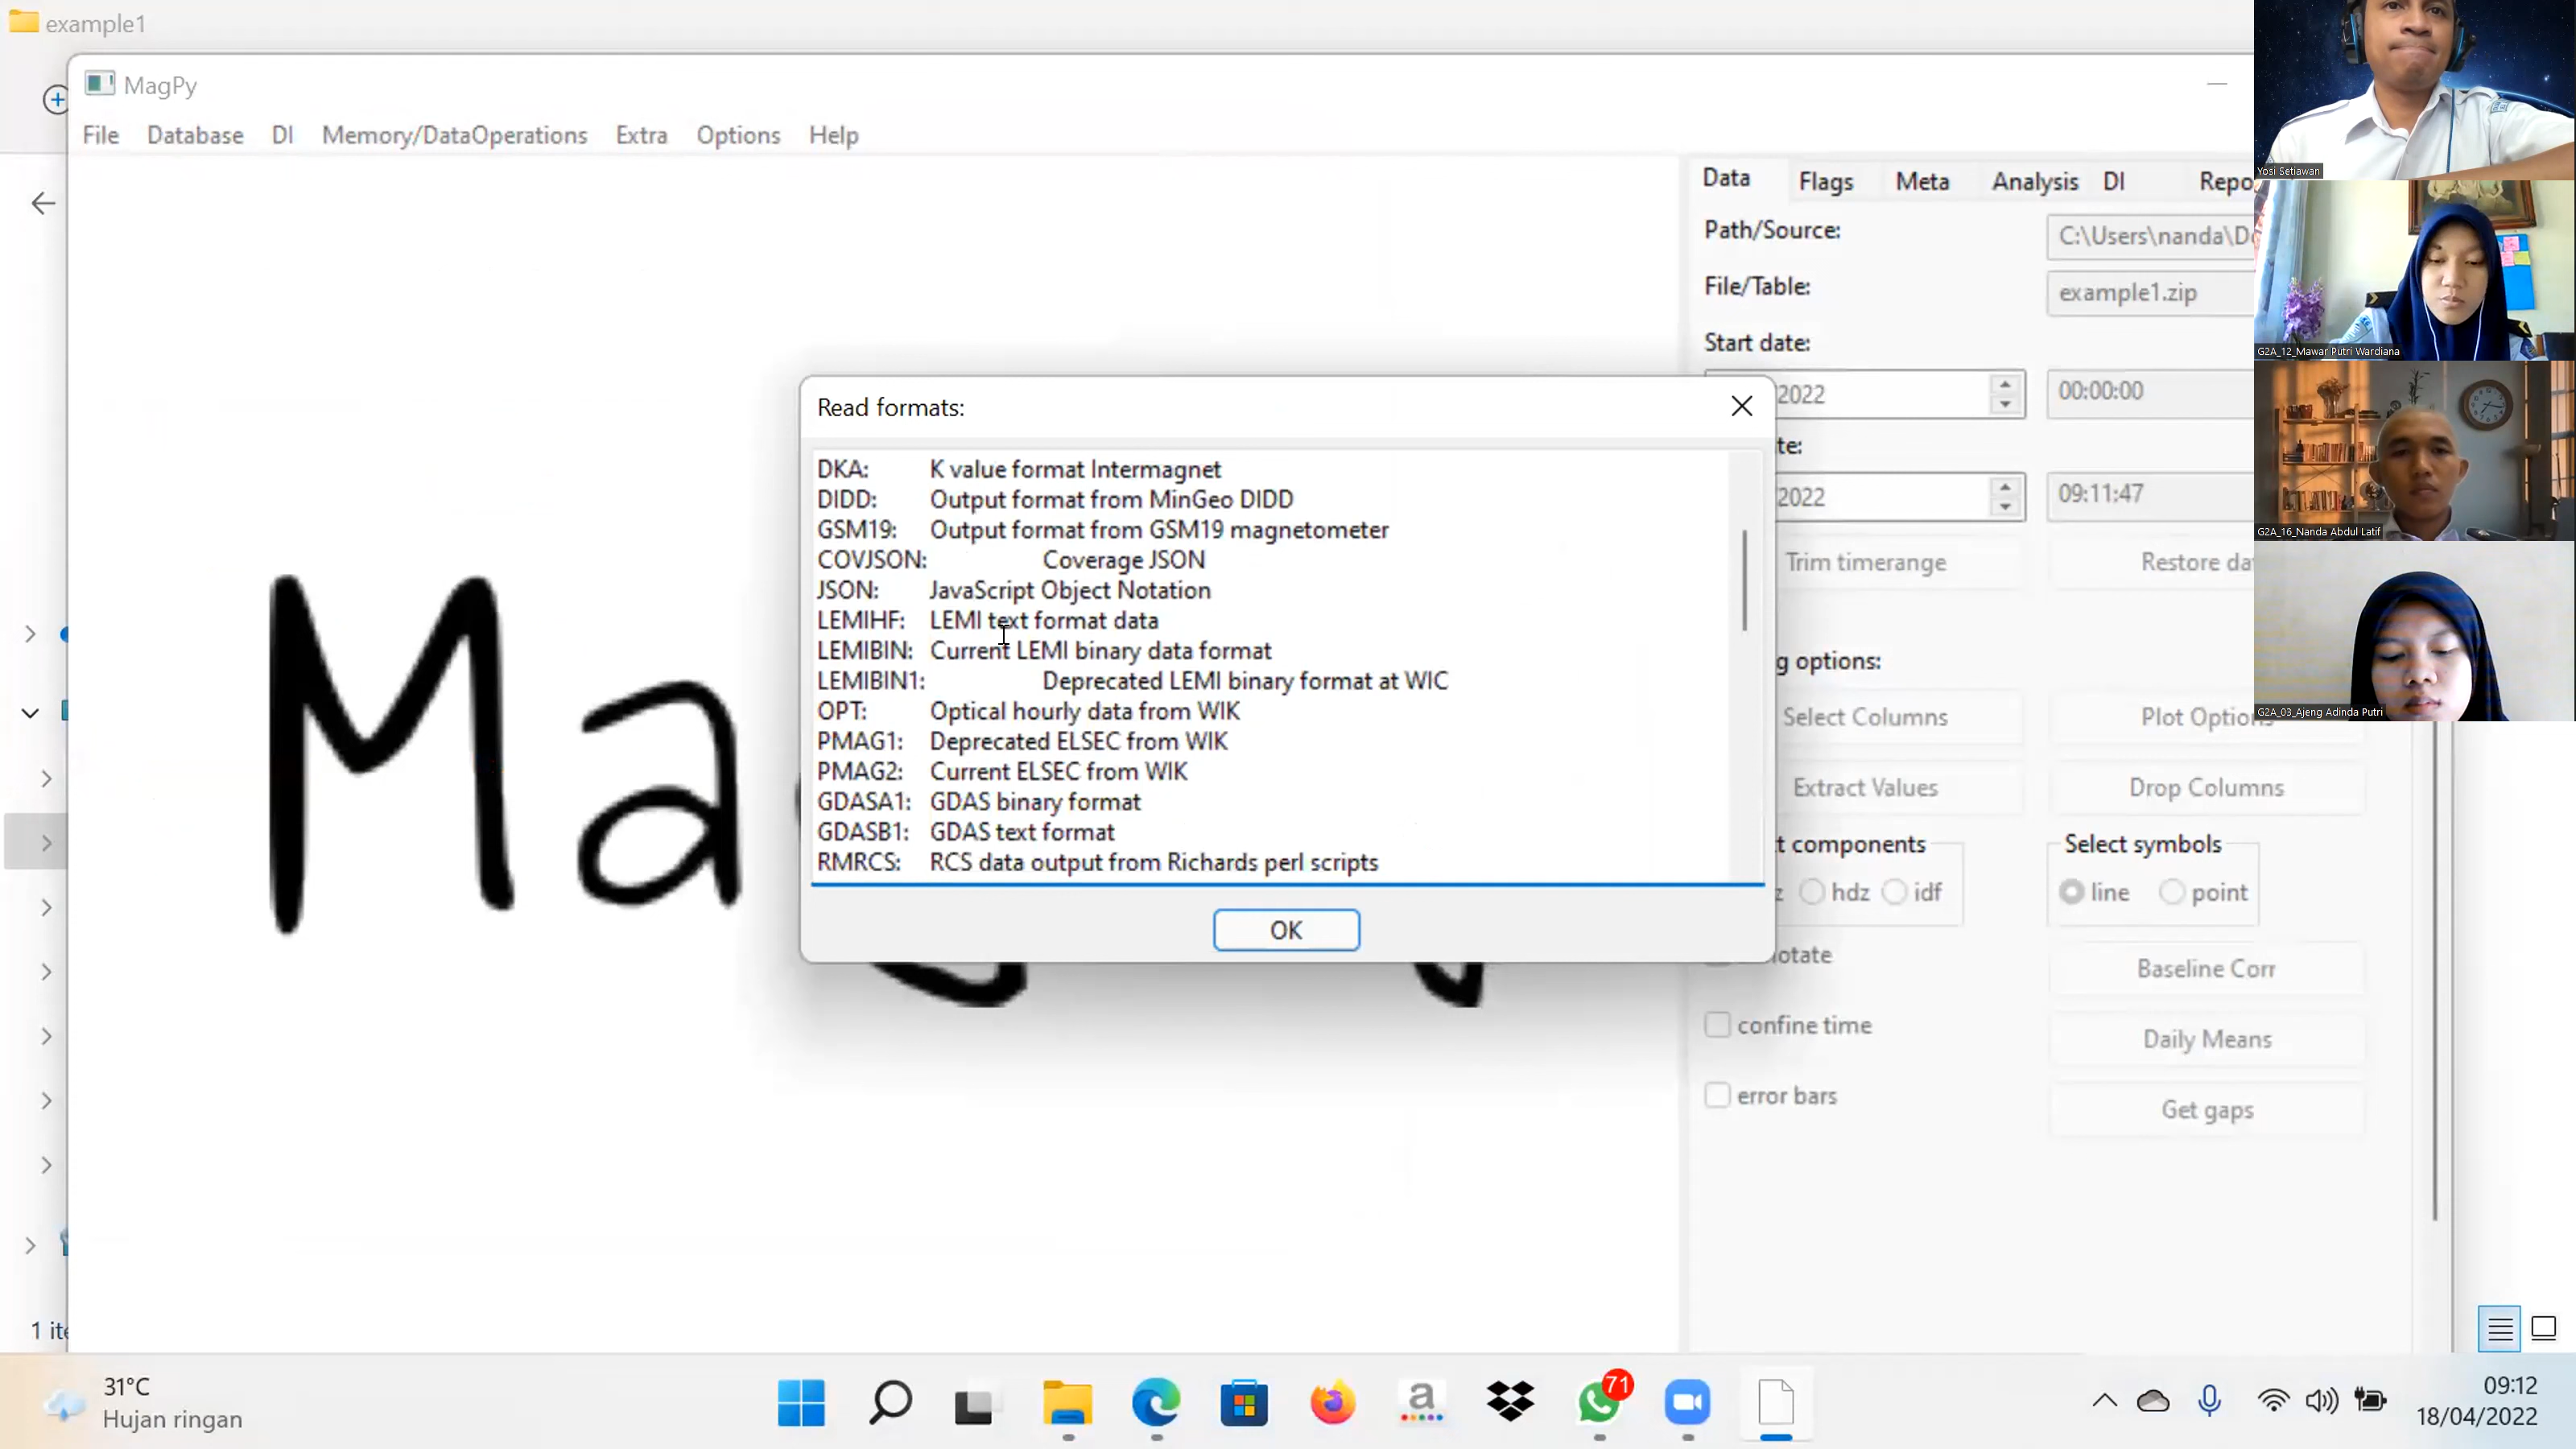 example1
MagPy
File Database DI Memory/DataOperations Extra Options Help
Data Flags Meta Analysis DI
Path/Source: C:\Users\nanda\D
File/Table: example1.zip
Start date:
2022 00:00:00
te:
2022 09:11:47
Trim timerange Restore da
g options:
Select Columns Plot Options
Extract Values Drop Columns
t components Select symbols
z hdz idf line point
otate Baseline Corr
confine time Daily Means
error bars Get gaps
Read formats:
DKA: K value format Intermagnet
DIDD: Output format from MinGeo DIDD
GSM19: Output format from GSM19 magnetometer
COVJSON: Coverage JSON
JSON: JavaScript Object Notation
LEMIHF: LEMI text format data
LEMIBIN: Current LEMI binary data format
LEMIBIN1: Deprecated LEMI binary format at WIC
OPT: Optical hourly data from WIK
PMAG1: Deprecated ELSEC from WIK
PMAG2: Current ELSEC from WIK
GDASA1: GDAS binary format
GDASB1: GDAS text format
RMRCS: RCS data output from Richards perl scripts
OK
Ma
Yosi Setiawan
G2A_12_Mawar Putri Wardiana
G2A_16_Nanda Abdul Latif
G2A_03_Ajeng Adinda Putri
1 ite
31°C
Hujan ringan
a
71
09:12
18/04/2022